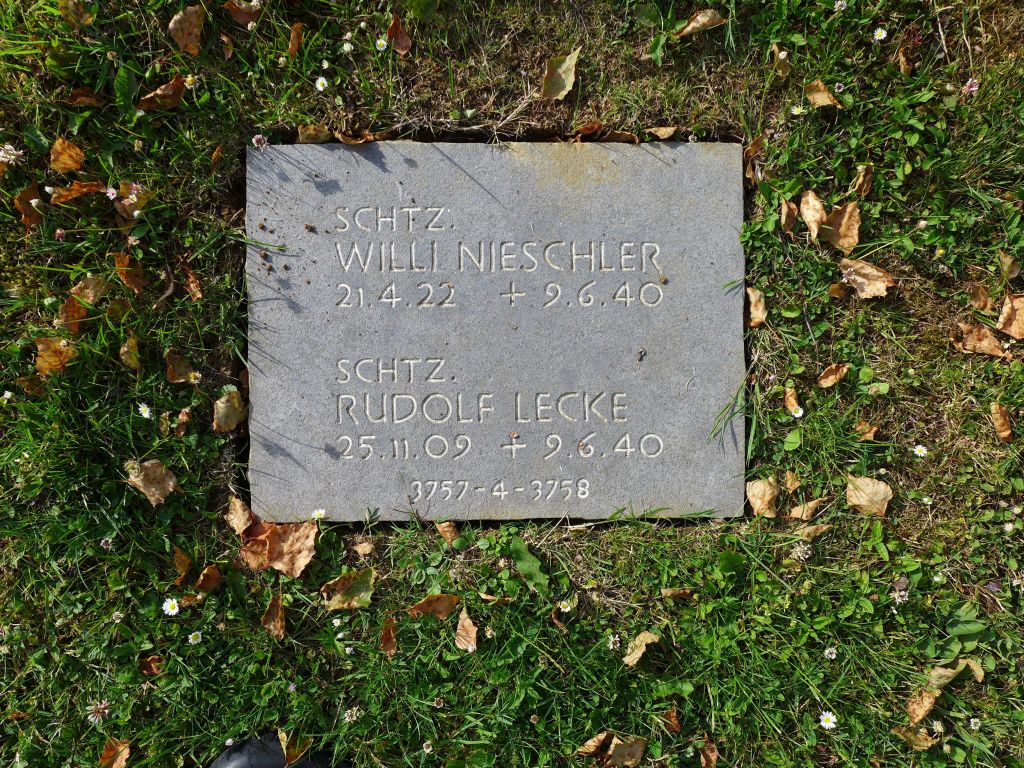 SCHTZ.
WILLI NIESCHLER
21.4.22 + 9.6.40
SCHTZ.
RUDOLF LECKE
25.11.09 + 9.6.40
3757-4-3758